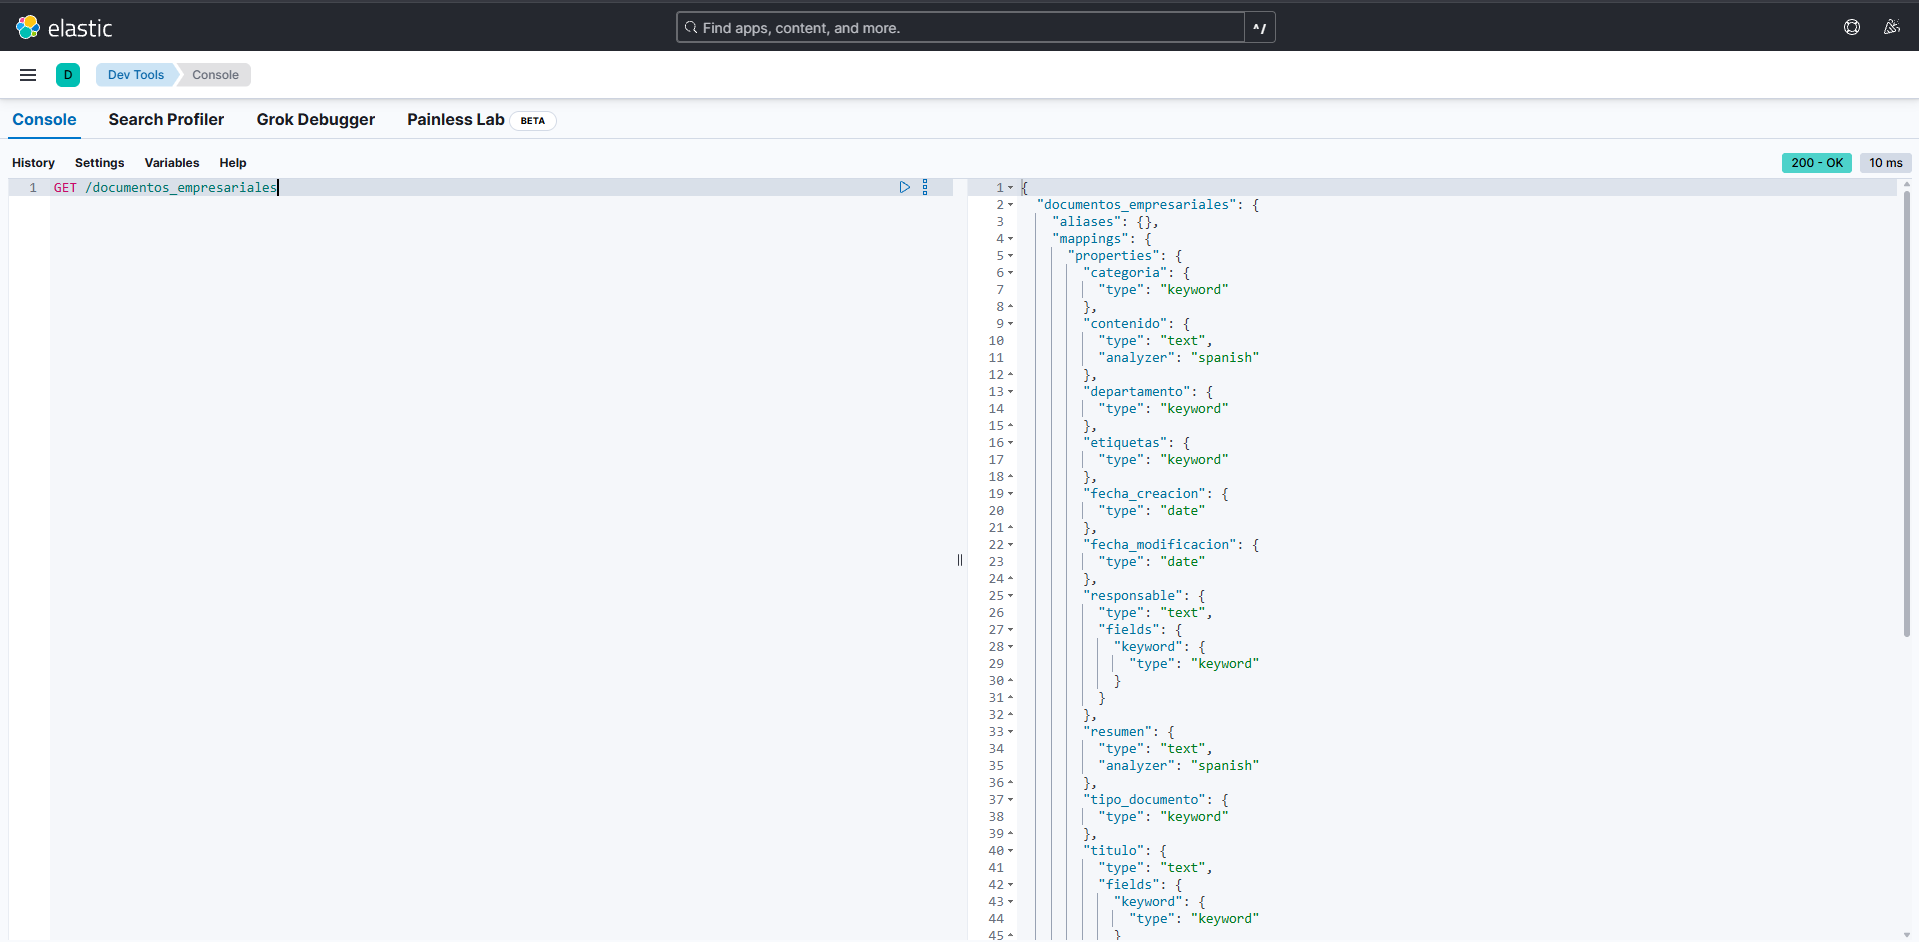 elastic
Find apps, content, and more.
^/
D
Dev Tools
Console
Console
Search Profiler
Grok Debugger
Painless Lab
BETA
History
Settings
Variables
Help
200 - OK
10 ms
1 GET /documentos_empresariales
1 {
2 "documentos_empresariales": {
3 "aliases": {},
4 "mappings": {
5 "properties": {
6 "categoria": {
7 "type": "keyword"
8 },
9 "contenido": {
10 "type": "text",
11 "analyzer": "spanish"
12 },
13 "departamento": {
14 "type": "keyword"
15 },
16 "etiquetas": {
17 "type": "keyword"
18 },
19 "fecha_creacion": {
20 "type": "date"
21 },
22 "fecha_modificacion": {
23 "type": "date"
24 },
25 "responsable": {
26 "type": "text",
27 "fields": {
28 "keyword": {
29 "type": "keyword"
30 }
31 }
32 },
33 "resumen": {
34 "type": "text",
35 "analyzer": "spanish"
36 },
37 "tipo_documento": {
38 "type": "keyword"
39 },
40 "titulo": {
41 "type": "text",
42 "fields": {
43 "keyword": {
44 "type": "keyword"
45 }